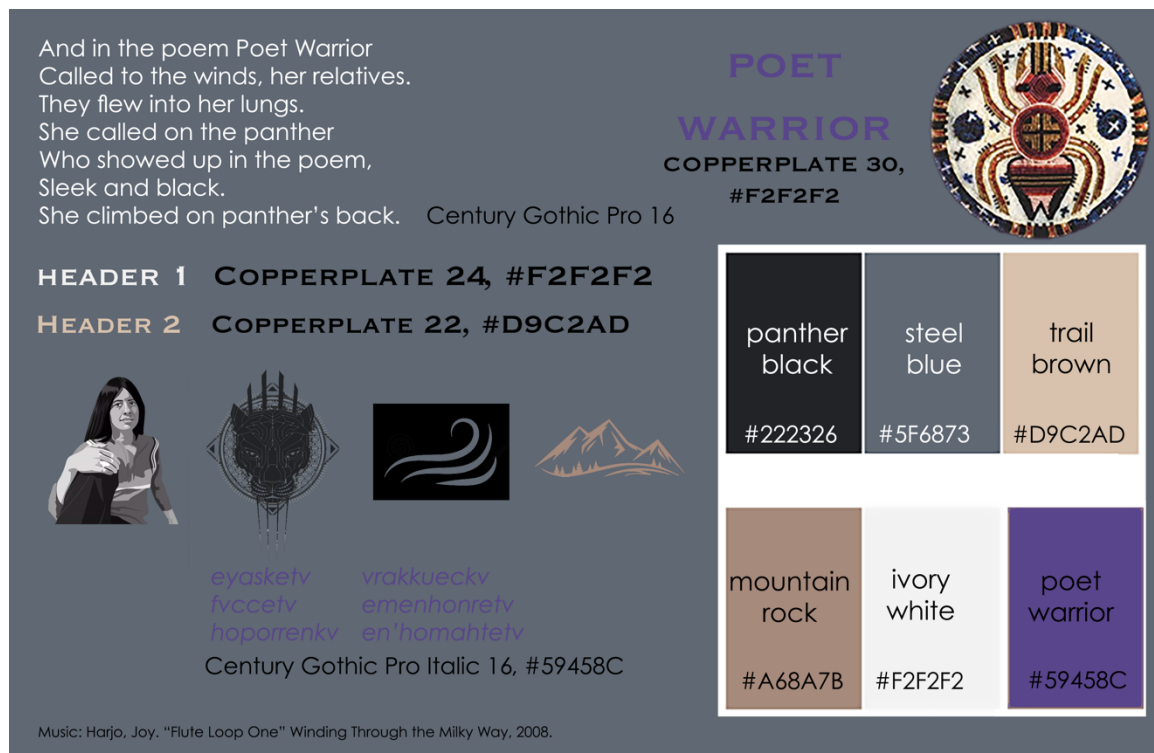 And in the poem Poet Warrior
Called to the winds, her relatives.
They flew into her lungs.
She called on the panther
Who showed up in the poem,
Sleek and black.
She climbed on panther’s back.
Century Gothic Pro 16
POET
WARRIOR
COPPERPLATE 30,
#F2F2F2
HEADER 1
COPPERPLATE 24, #F2F2F2
HEADER 2
COPPERPLATE 22, #D9C2AD
panther
black
#222326
steel
blue
#5F6873
trail
brown
#D9C2AD
mountain
rock
#A68A7B
ivory
white
#F2F2F2
poet
warrior
#59458C
eyasketv
fvccetv
hoporrenkv
vrakkueckv
emenhonretv
en’homahtetv
Century Gothic Pro Italic 16, #59458C
Music: Harjo, Joy. “Flute Loop One” Winding Through the Milky Way, 2008.